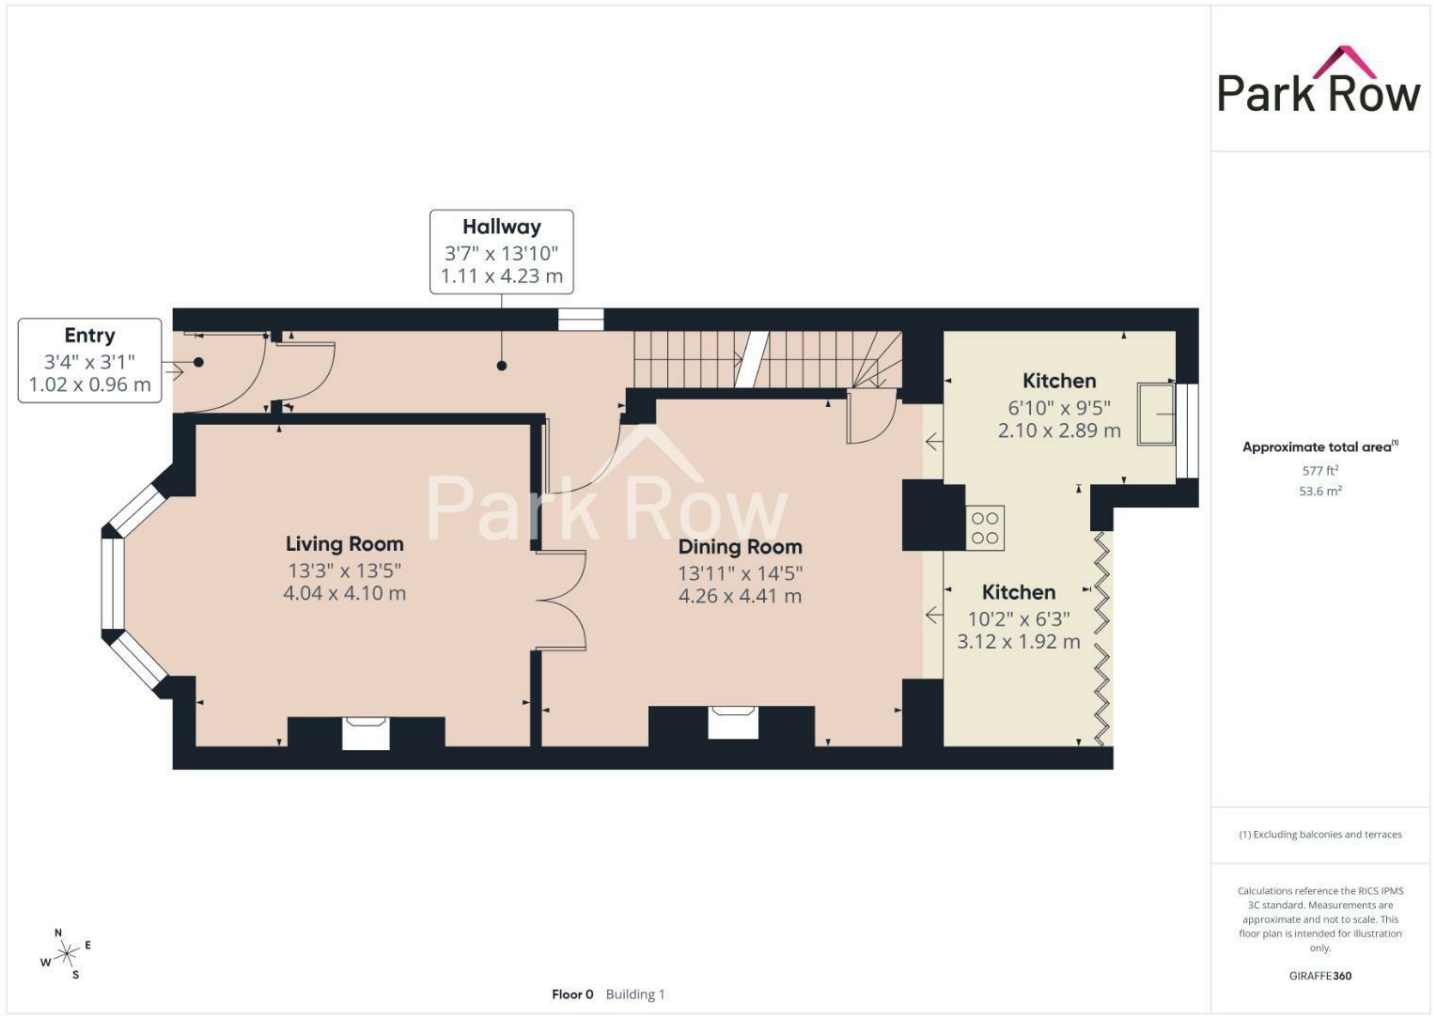 Park Row
Hallway
3'7" x 13'10"
1.11 x 4.23 m
Entry
3'4" x 3'1"
1.02 x 0.96 m
Kitchen
6'10" x 9'5"
2.10 x 2.89 m
Park Row
Living Room
13'3" x 13'5"
4.04 x 4.10 m
Dining Room
13'11" x 14'5"
4.26 x 4.41 m
Kitchen
10'2" x 6'3"
3.12 x 1.92 m
Approximate total area(1)
577 ft²
53.6 m²
(1) Excluding balconies and terraces
Calculations reference the RICS IPMS
3C standard. Measurements are
approximate and not to scale. This
floor plan is intended for illustration
only.
GIRAFFE360
N
E
W
S
Floor 0 Building 1